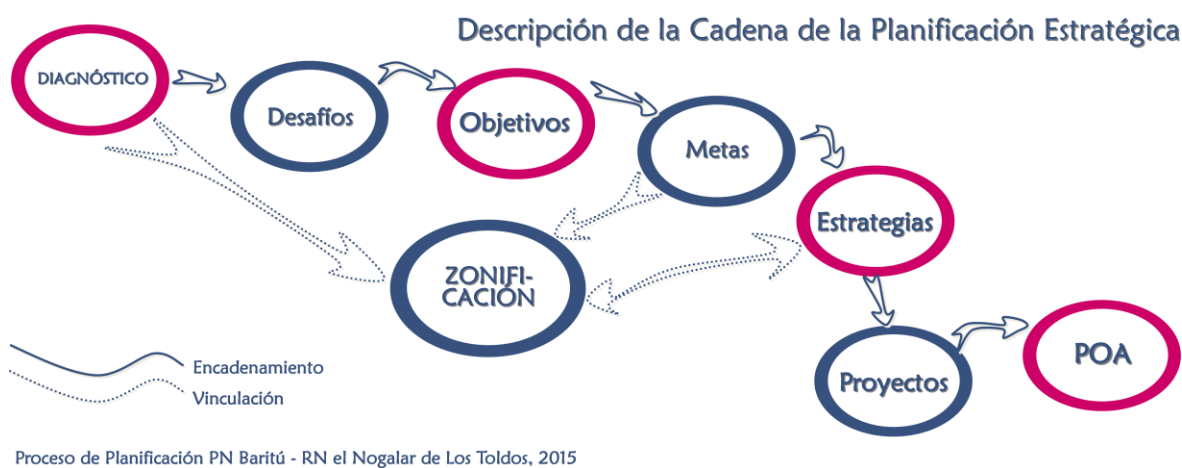 Descripción de la Cadena de la Planificación Estratégica
DIAGNÓSTICO
Desafíos
Objetivos
Metas
Estrategias
ZONIFI-
CACIÓN
Proyectos
POA
Encadenamiento
Vinculación
Proceso de Planificación PN Baritú - RN el Nogalar de Los Toldos, 2015